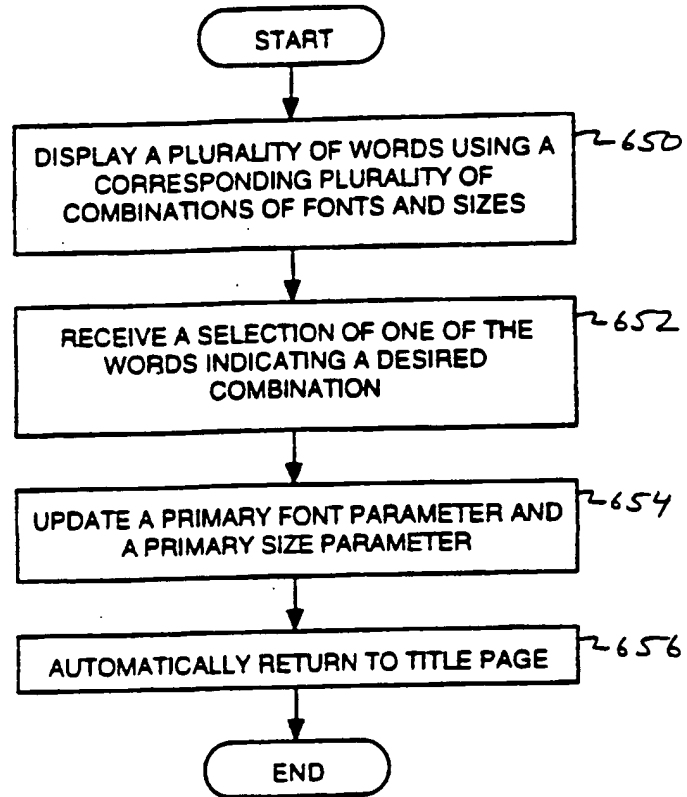 START
DISPLAY A PLURALITY OF WORDS USING A
CORRESPONDING PLURALITY OF
COMBINATIONS OF FONTS AND SIZES
650
RECEIVE A SELECTION OF ONE OF THE
WORDS INDICATING A DESIRED
COMBINATION
652
UPDATE A PRIMARY FONT PARAMETER AND
A PRIMARY SIZE PARAMETER
654
AUTOMATICALLY RETURN TO TITLE PAGE
656
END